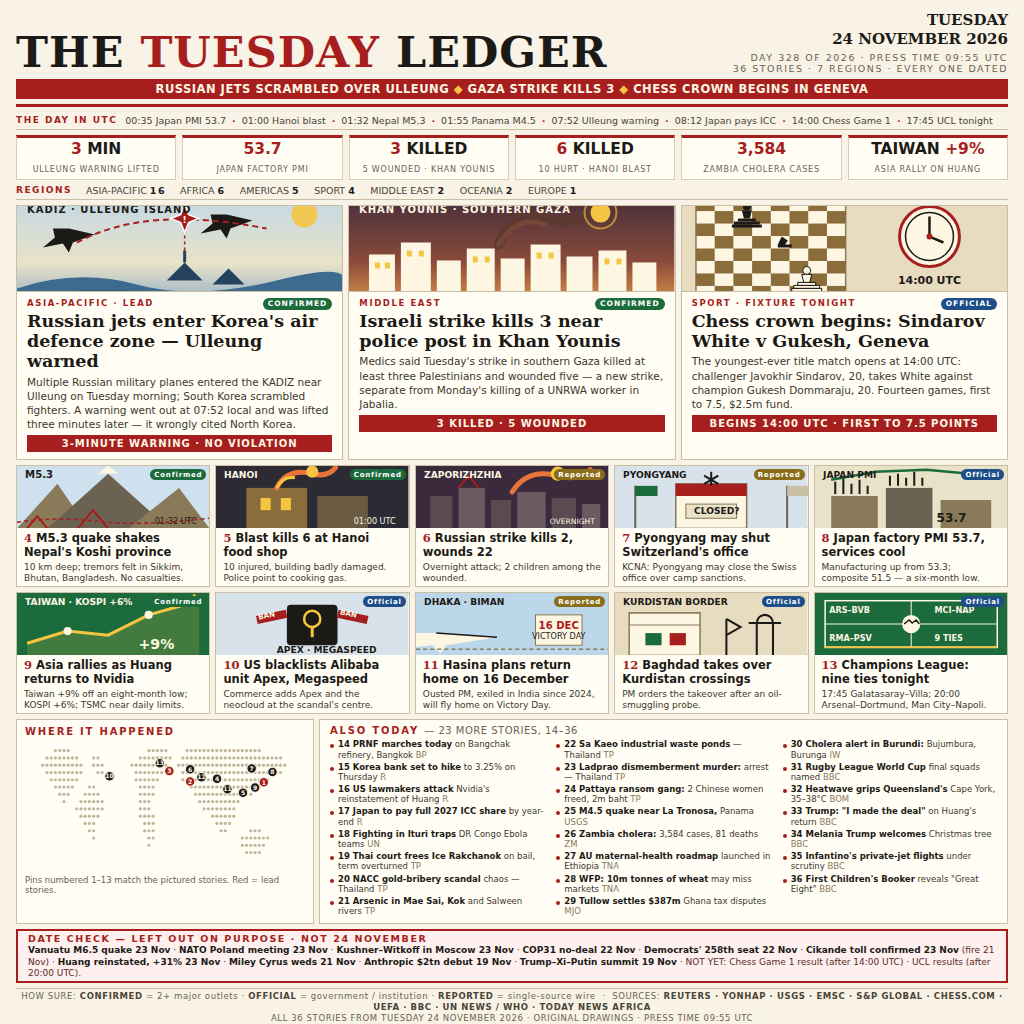 THE TUESDAY LEDGER
TUESDAY
24 NOVEMBER 2026
DAY 328 OF 2026 · PRESS TIME 09:55 UTC
36 STORIES · 7 REGIONS · EVERY ONE DATED
RUSSIAN JETS SCRAMBLED OVER ULLEUNG ◆ GAZA STRIKE KILLS 3 ◆ CHESS CROWN BEGINS IN GENEVA
THE DAY IN UTC 00:35 Japan PMI 53.7 · 01:00 Hanoi blast · 01:32 Nepal M5.3 · 01:55 Panama M4.5 · 07:52 Ulleung warning · 08:12 Japan pays ICC · 14:00 Chess Game 1 · 17:45 UCL tonight
3 MIN
ULLEUNG WARNING LIFTED
53.7
JAPAN FACTORY PMI
3 KILLED
5 WOUNDED · KHAN YOUNIS
6 KILLED
10 HURT · HANOI BLAST
3,584
ZAMBIA CHOLERA CASES
TAIWAN +9%
ASIA RALLY ON HUANG
REGIONS ASIA-PACIFIC 16 AFRICA 6 AMERICAS 5 SPORT 4 MIDDLE EAST 2 OCEANIA 2 EUROPE 1
KADIZ · ULLEUNG ISLAND
!
ASIA-PACIFIC · LEAD
CONFIRMED
Russian jets enter Korea's air
defence zone — Ulleung
warned
Multiple Russian military planes entered the KADIZ near
Ulleung on Tuesday morning; South Korea scrambled
fighters. A warning went out at 07:52 local and was lifted
three minutes later — it wrongly cited North Korea.
3-MINUTE WARNING · NO VIOLATION
KHAN YOUNIS · SOUTHERN GAZA
MIDDLE EAST
CONFIRMED
Israeli strike kills 3 near
police post in Khan Younis
Medics said Tuesday's strike in southern Gaza killed at
least three Palestinians and wounded five — a new strike,
separate from Monday's killing of a UNRWA worker in
Jabalia.
3 KILLED · 5 WOUNDED
14:00 UTC
SPORT · FIXTURE TONIGHT
OFFICIAL
Chess crown begins: Sindarov
White v Gukesh, Geneva
The youngest-ever title match opens at 14:00 UTC:
challenger Javokhir Sindarov, 20, takes White against
champion Gukesh Dommaraju, 20. Fourteen games, first
to 7.5, $2.5m fund.
BEGINS 14:00 UTC · FIRST TO 7.5 POINTS
M5.3
Confirmed
01:32 UTC
4 M5.3 quake shakes
Nepal's Koshi province
10 km deep; tremors felt in Sikkim,
Bhutan, Bangladesh. No casualties.
HANOI
Confirmed
01:00 UTC
5 Blast kills 6 at Hanoi
food shop
10 injured, building badly damaged.
Police point to cooking gas.
ZAPORIZHZHIA
Reported
OVERNIGHT
6 Russian strike kills 2,
wounds 22
Overnight attack; 2 children among the
wounded.
PYONGYANG
Reported
CLOSED?
7 Pyongyang may shut
Switzerland's office
KCNA: Pyongyang may close the Swiss
office over camp sanctions.
JAPAN PMI
Official
53.7
8 Japan factory PMI 53.7,
services cool
Manufacturing up from 53.3;
composite 51.5 — a six-month low.
TAIWAN · KOSPI +6%
Confirmed
+9%
9 Asia rallies as Huang
returns to Nvidia
Taiwan +9% off an eight-month low;
KOSPI +6%; TSMC near daily limits.
Official
BAN
BAN
APEX · MEGASPEED
10 US blacklists Alibaba
unit Apex, Megaspeed
Commerce adds Apex and the
neocloud at the scandal's centre.
DHAKA · BIMAN
Reported
16 DEC
VICTORY DAY
11 Hasina plans return
home on 16 December
Ousted PM, exiled in India since 2024,
will fly home on Victory Day.
KURDISTAN BORDER
Official
12 Baghdad takes over
Kurdistan crossings
PM orders the takeover after an oil-
smuggling probe.
Official
ARS–BVB
MCI–NAP
RMA–PSV
9 TIES
13 Champions League:
nine ties tonight
17:45 Galatasaray–Villa; 20:00
Arsenal–Dortmund, Man City–Napoli.
WHERE IT HAPPENED
10
13
3
6
2
12
4
11
5
9
1
7
8
Pins numbered 1–13 match the pictured stories. Red = lead
stories.
ALSO TODAY — 23 MORE STORIES, 14–36
14 PRNF marches today on Bangchak
refinery, Bangkok BP
15 Korea bank set to hike to 3.25% on
Thursday R
16 US lawmakers attack Nvidia's
reinstatement of Huang R
17 Japan to pay full 2027 ICC share by year-
end R
18 Fighting in Ituri traps DR Congo Ebola
teams UN
19 Thai court frees Ice Rakchanok on bail,
term overturned TP
20 NACC gold-bribery scandal chaos —
Thailand TP
21 Arsenic in Mae Sai, Kok and Salween
rivers TP
22 Sa Kaeo industrial waste ponds —
Thailand TP
23 Ladprao dismemberment murder: arrest
— Thailand TP
24 Pattaya ransom gang: 2 Chinese women
freed, 2m baht TP
25 M4.5 quake near La Tronosa, Panama
USGS
26 Zambia cholera: 3,584 cases, 81 deaths
ZM
27 AU maternal-health roadmap launched in
Ethiopia TNA
28 WFP: 10m tonnes of wheat may miss
markets TNA
29 Tullow settles $387m Ghana tax disputes
MJO
30 Cholera alert in Burundi: Bujumbura,
Burunga IW
31 Rugby League World Cup final squads
named BBC
32 Heatwave grips Queensland's Cape York,
35–38°C BOM
33 Trump: "I made the deal" on Huang's
return BBC
34 Melania Trump welcomes Christmas tree
BBC
35 Infantino's private-jet flights under
scrutiny BBC
36 First Children's Booker reveals "Great
Eight" BBC
DATE CHECK — LEFT OUT ON PURPOSE · NOT 24 NOVEMBER
Vanuatu M6.5 quake 23 Nov · NATO Poland meeting 23 Nov · Kushner–Witkoff in Moscow 23 Nov · COP31 no-deal 22 Nov · Democrats' 258th seat 22 Nov · Cikande toll confirmed 23 Nov (fire 21
Nov) · Huang reinstated, +31% 23 Nov · Miley Cyrus weds 21 Nov · Anthropic $2tn debut 19 Nov · Trump–Xi–Putin summit 19 Nov · NOT YET: Chess Game 1 result (after 14:00 UTC) · UCL results (after
20:00 UTC).
HOW SURE: CONFIRMED = 2+ major outlets · OFFICIAL = government / institution · REPORTED = single-source wire · SOURCES: REUTERS · YONHAP · USGS · EMSC · S&P GLOBAL · CHESS.COM ·
UEFA · BBC · UN NEWS / WHO · TODAY NEWS AFRICA
ALL 36 STORIES FROM TUESDAY 24 NOVEMBER 2026 · ORIGINAL DRAWINGS · PRESS TIME 09:55 UTC